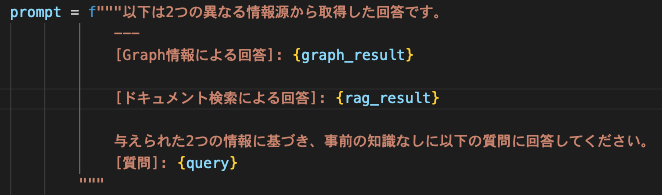 prompt = f"""以下は2つの異なる情報源から取得した回答です。
---
[Graph情報による回答]: {graph_result}
[ドキュメント検索による回答]: {rag_result}
与えられた2つの情報に基づき、事前の知識なしに以下の質問に回答してください。
[質問]: {query}
"""